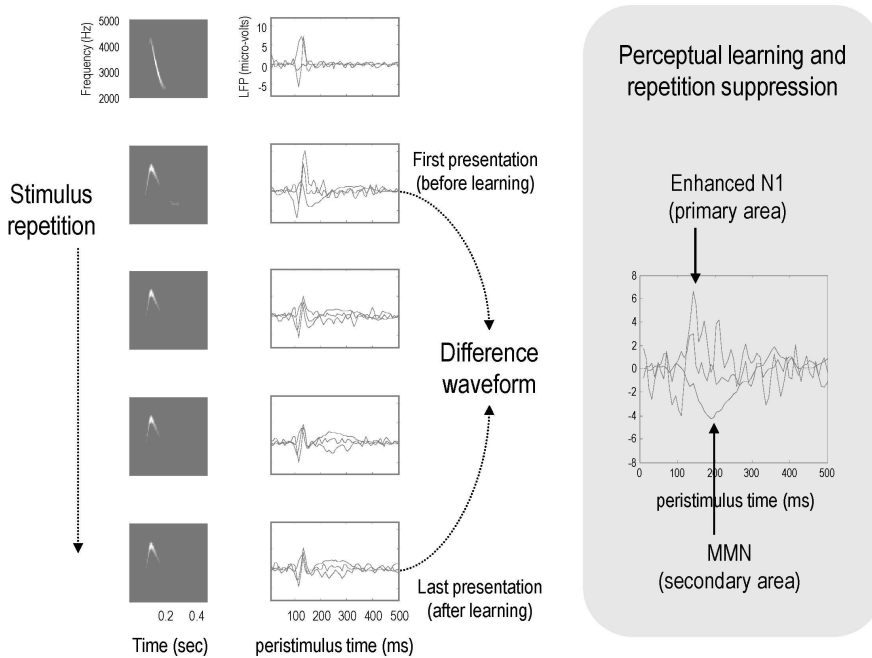 Frequency (Hz)
5000
4000
3000
2000
LFP (micro-volts)
10
5
0
-5
Stimulus
repetition
First presentation
(before learning)
Difference
waveform
Last presentation
(after learning)
0.2 0.4
Time (sec)
100 200 300 400 500
peristimulus time (ms)
Perceptual learning and
repetition suppression
Enhanced N1
(primary area)
8
6
4
2
0
-2
-4
-6
-8
0 100 200 300 400 500
peristimulus time (ms)
MMN
(secondary area)